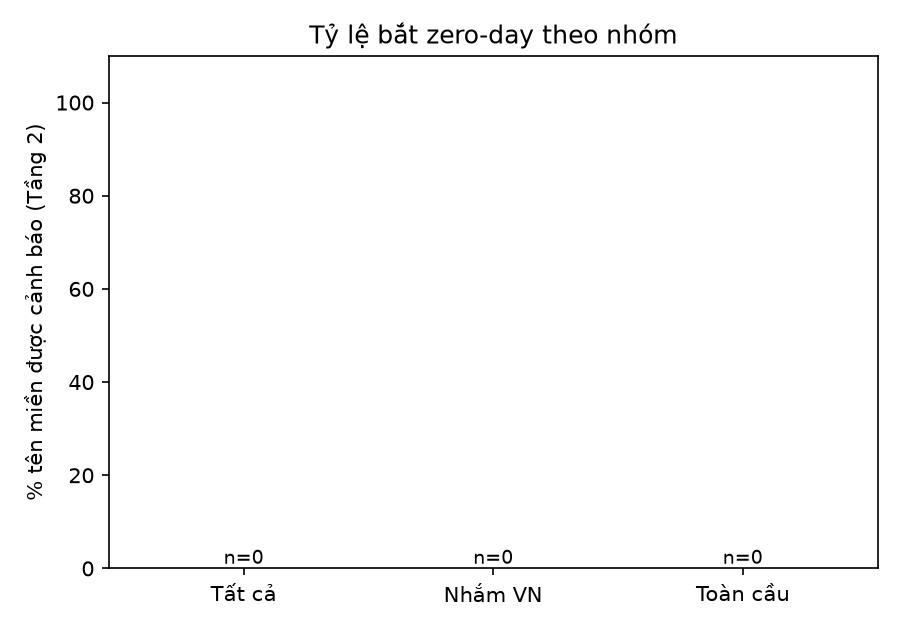 Tỷ lệ bắt zero-day theo nhóm
% tên miền được cảnh báo (Tầng 2)
100
80
60
40
20
0
n=0 n=0 n=0
Tất cả Nhắm VN Toàn cầu